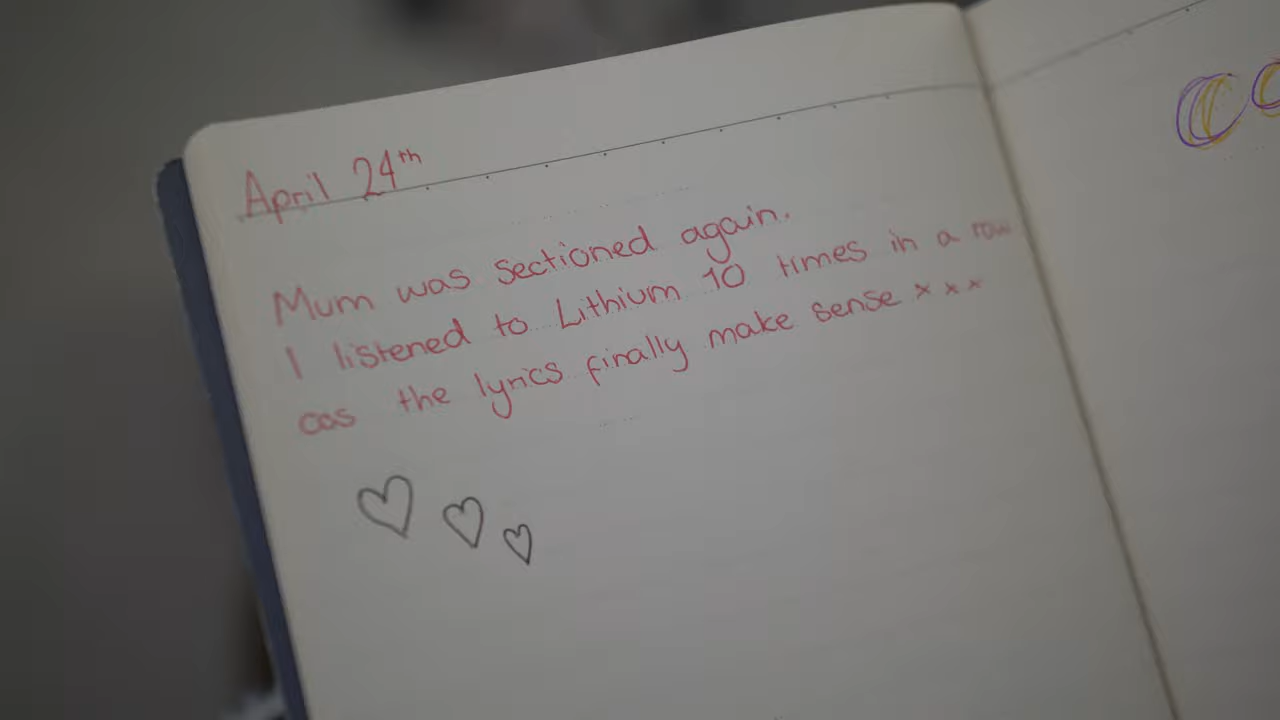 April 24th
Mum was sectioned again.
I listened to Lithium 10 times in a row
cos the lyrics finally make sense x x x